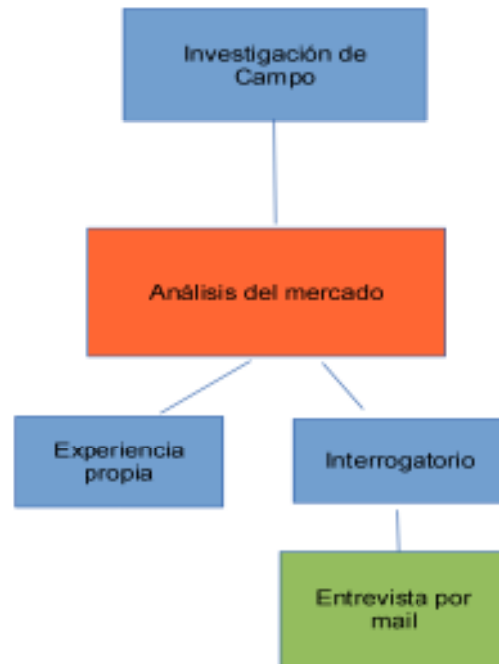 Investigación de
Campo
Análisis del mercado
Experiencia
propia
Interrogatorio
Entrevista por
mail